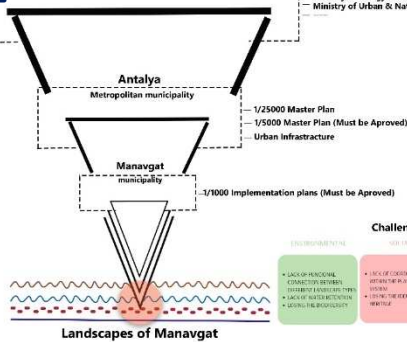 Ministry of Urban & Nat
Antalya
Metropolitan municipality
1/25000 Master Plan
1/5000 Master Plan (Must be Aproved)
Urban Infrastracture
Manavgat
municipality
1/1000 Implementation plans (Must be Aproved)
Challen
ENVIRONMENTAL
• LACK OF FUNCIONAL
CONNECTION BETWEEN
DIFFERENT LANDSCAPE TYPES
• LACK OF WATER RETENTION
• LOSING THE BIODIVERSITY
• LACK OF COORD
WITHIN THE PLA
SYSTEM
• LOSING THE IDE
HERITAGE
Landscapes of Manavgat